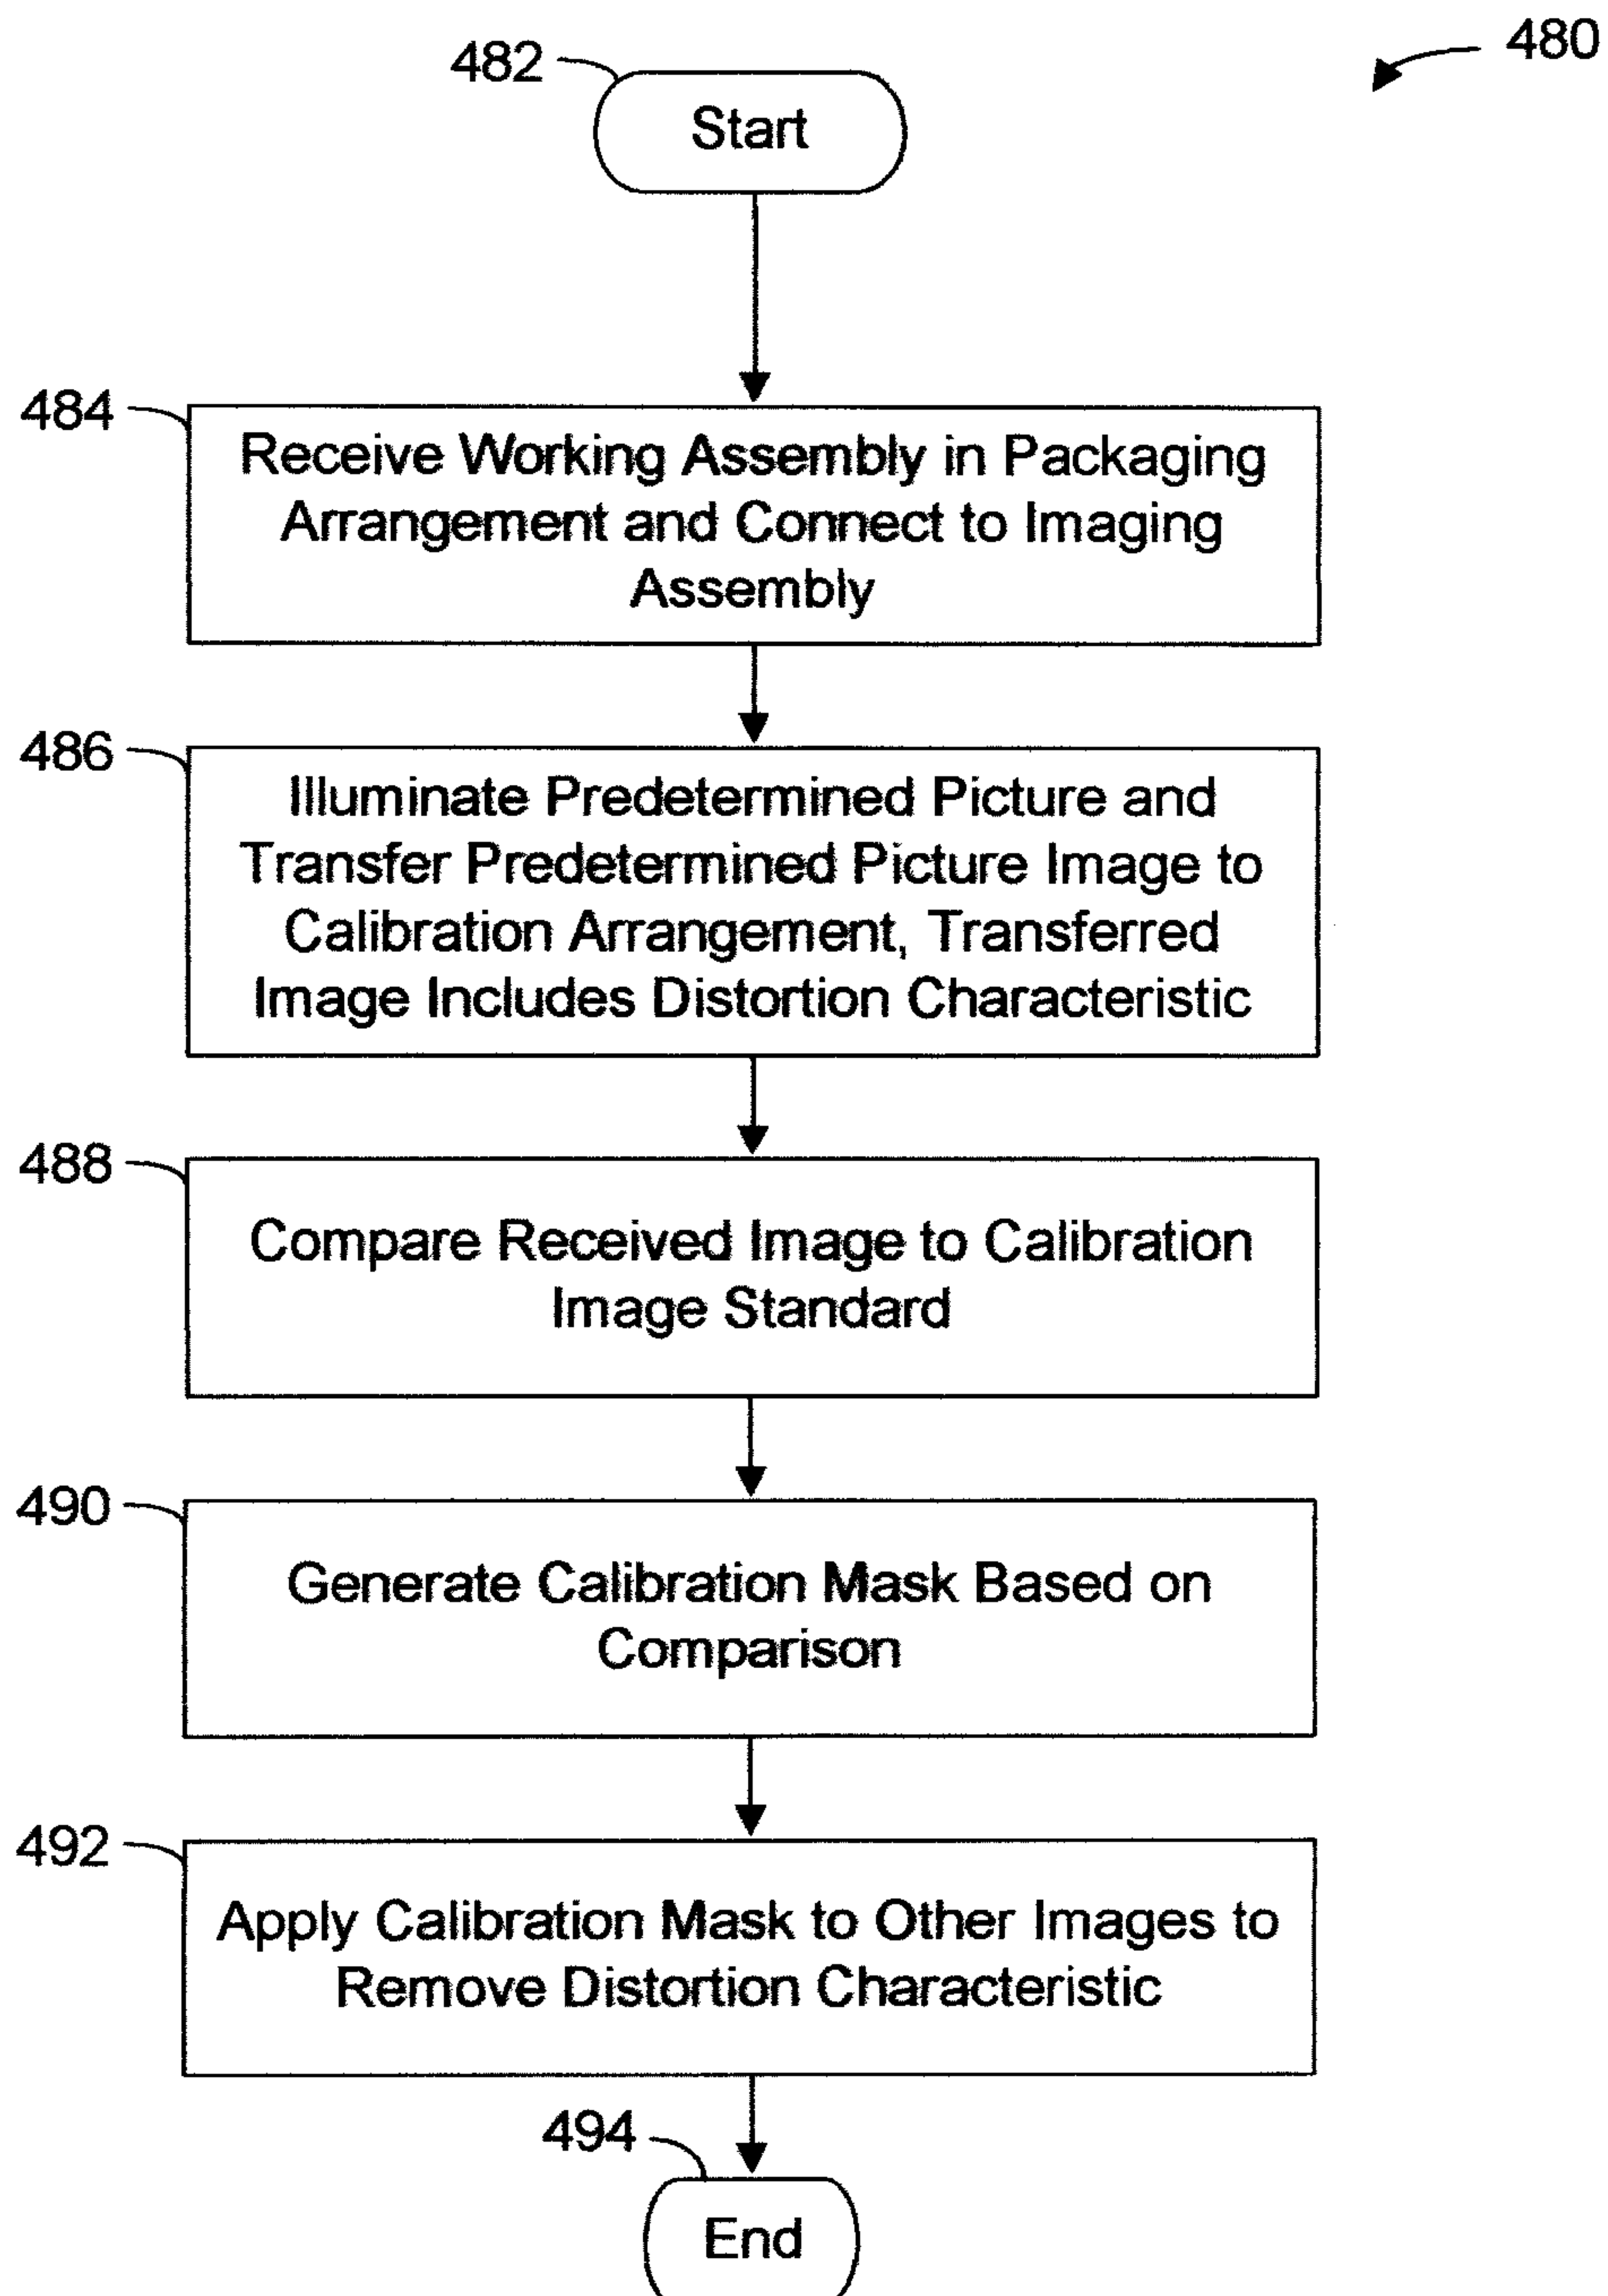 480
482
Start
484
Receive Working Assembly in Packaging
Arrangement and Connect to Imaging
Assembly
486
Illuminate Predetermined Picture and
Transfer Predetermined Picture Image to
Calibration Arrangement, Transferred
Image Includes Distortion Characteristic
488
Compare Received Image to Calibration
Image Standard
490
Generate Calibration Mask Based on
Comparison
492
Apply Calibration Mask to Other Images to
Remove Distortion Characteristic
494
End